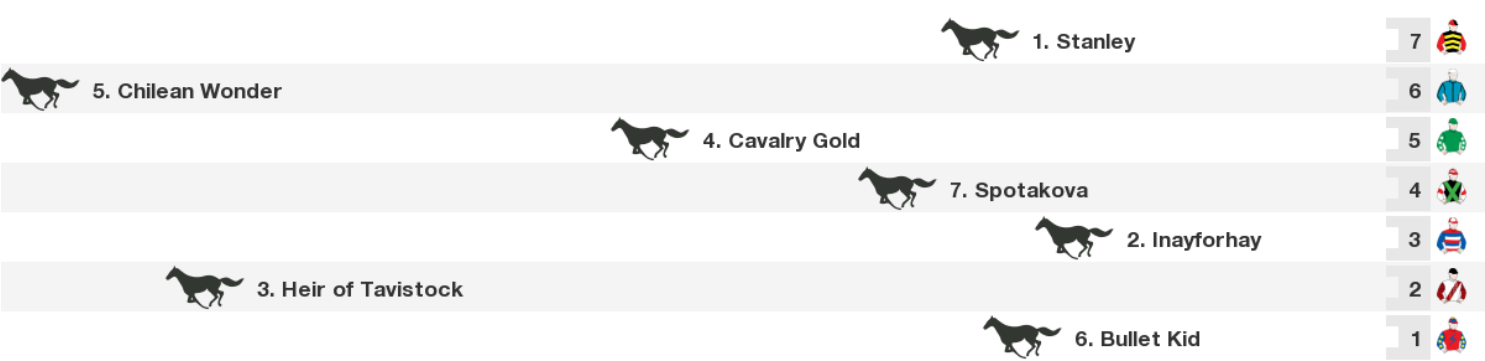 1. Stanley 7
5. Chilean Wonder 6
4. Cavalry Gold 5
7. Spotakova 4
2. Inayforhay 3
3. Heir of Tavistock 2
6. Bullet Kid 1